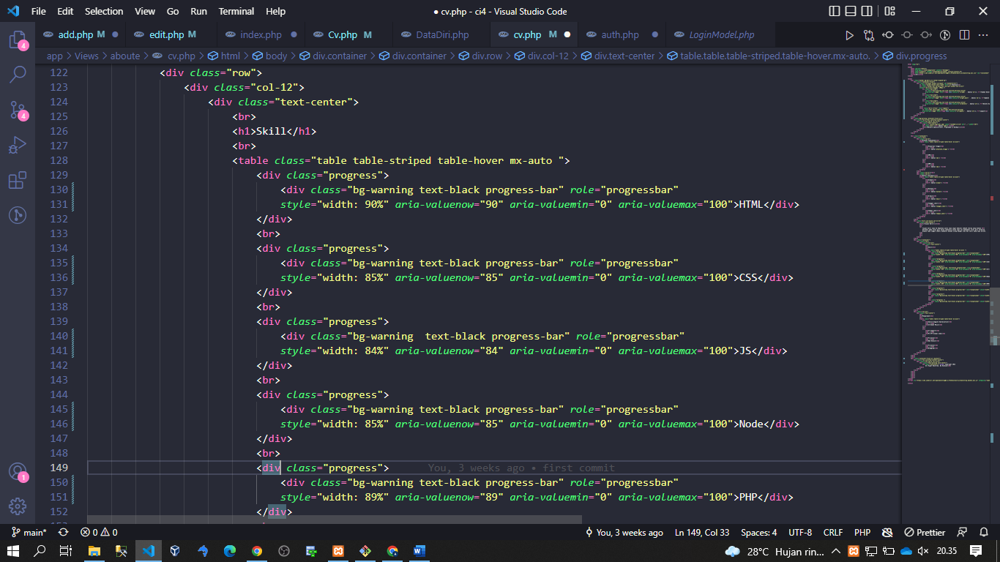 File Edit Selection View Go Run Terminal Help ● cv.php - ci4 - Visual Studio Code
add.php M ● edit.php M index.php ● Cv.php M DataDiri.php cv.php M ● auth.php ● LoginModel.php
app > Views > aboute > cv.php > html > body > div.container > div.container > div.row > div.col-12 > div.text-center > table.table.table-striped.table-hover.mx-auto. > div.progress
122 <div class="row">
123 <div class="col-12">
124 <div class="text-center">
125 <br>
126 <h1>Skill</h1>
127 <br>
128 <table class="table table-striped table-hover mx-auto ">
129 <div class="progress">
130 <div class="bg-warning text-black progress-bar" role="progressbar"
131 style="width: 90%" aria-valuenow="90" aria-valuemin="0" aria-valuemax="100">HTML</div>
132 </div>
133 <br>
134 <div class="progress">
135 <div class="bg-warning text-black progress-bar" role="progressbar"
136 style="width: 85%" aria-valuenow="85" aria-valuemin="0" aria-valuemax="100">CSS</div>
137 </div>
138 <br>
139 <div class="progress">
140 <div class="bg-warning  text-black progress-bar" role="progressbar"
141 style="width: 84%" aria-valuenow="84" aria-valuemin="0" aria-valuemax="100">JS</div>
142 </div>
143 <br>
144 <div class="progress">
145 <div class="bg-warning text-black progress-bar" role="progressbar"
146 style="width: 85%" aria-valuenow="85" aria-valuemin="0" aria-valuemax="100">Node</div>
147 </div>
148 <br>
149 <div class="progress"> You, 3 weeks ago • first commit
150 <div class="bg-warning text-black progress-bar" role="progressbar"
151 style="width: 89%" aria-valuenow="89" aria-valuemin="0" aria-valuemax="100">PHP</div>
152 </div>
4
4
1
main* 0 0 You, 3 weeks ago Ln 149, Col 33 Spaces: 4 UTF-8 CRLF PHP Prettier
28°C Hujan rin... 20.35